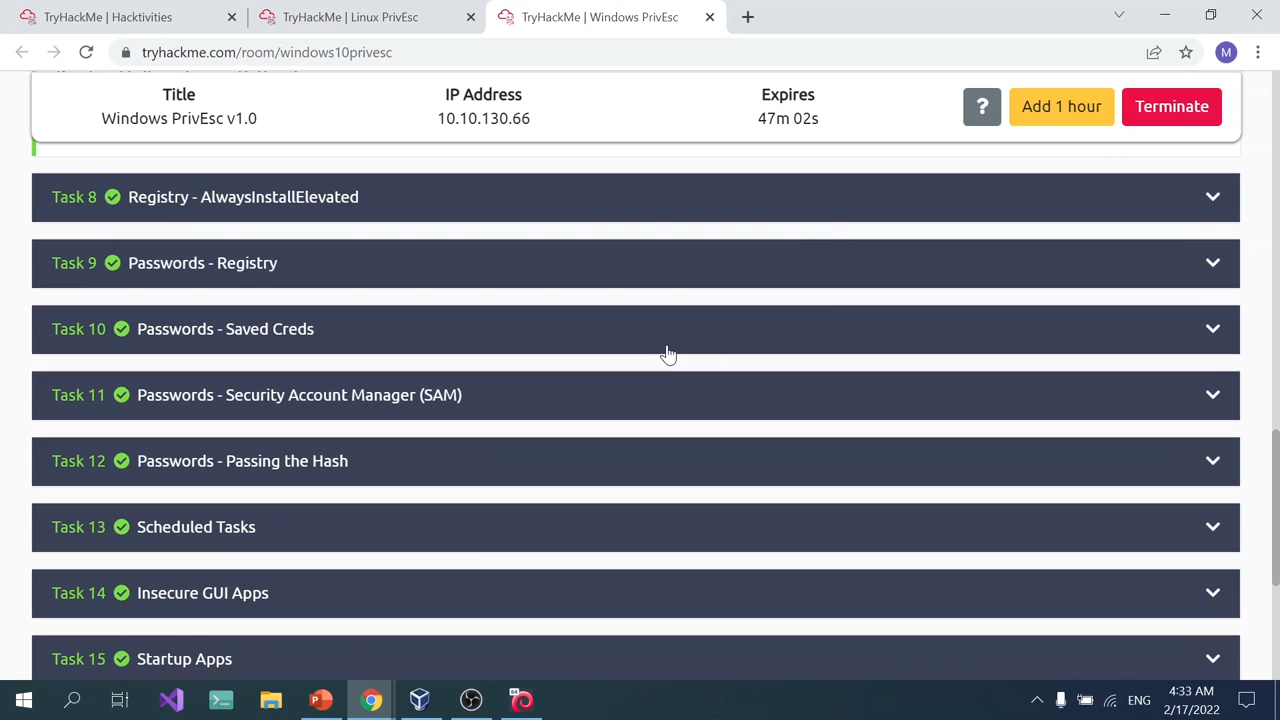 TryHackMe | Hacktivities
TryHackMe | Linux PrivEsc
TryHackMe | Windows PrivEsc
tryhackme.com/room/windows10privesc
M
Title
IP Address
Expires
Windows PrivEsc v1.0
10.10.130.66
47m 02s
?
Add 1 hour
Terminate
Task 8 Registry - AlwaysInstallElevated
Task 9 Passwords - Registry
Task 10 Passwords - Saved Creds
Task 11 Passwords - Security Account Manager (SAM)
Task 12 Passwords - Passing the Hash
Task 13 Scheduled Tasks
Task 14 Insecure GUI Apps
Task 15 Startup Apps
64
ENG
4:33 AM
2/17/2022